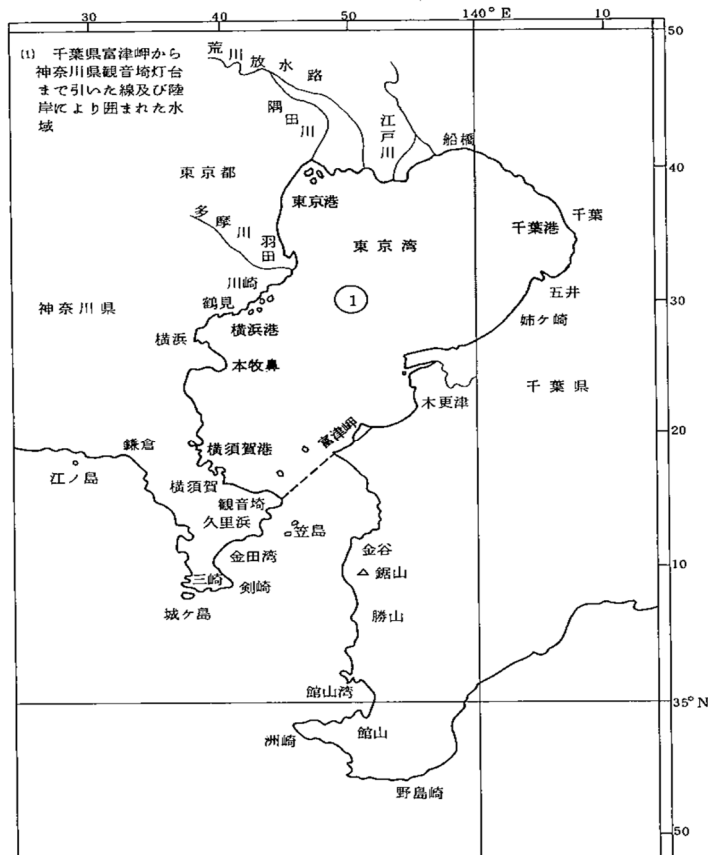 30
40
50
140°E
10
50
(1) 千葉県富津岬から
神奈川県観音埼灯台
まで引いた線及び陸
岸により囲まれた水
域
荒川放水路
隅田川
江戸川
船橋
40
東京都
東京港
千葉
千葉港
多摩川
羽田
東京湾
川崎
五井
1
30
鶴見
神奈川県
姉ケ崎
横浜港
横浜
本牧鼻
千葉県
木更津
富津岬
20
鎌倉
横須賀港
江ノ島
横須賀
観音埼
久里浜
笠島
金田湾
金谷
10
鋸山
三崎
剣崎
城ケ島
勝山
館山湾
35°N
洲崎
館山
野島崎
50